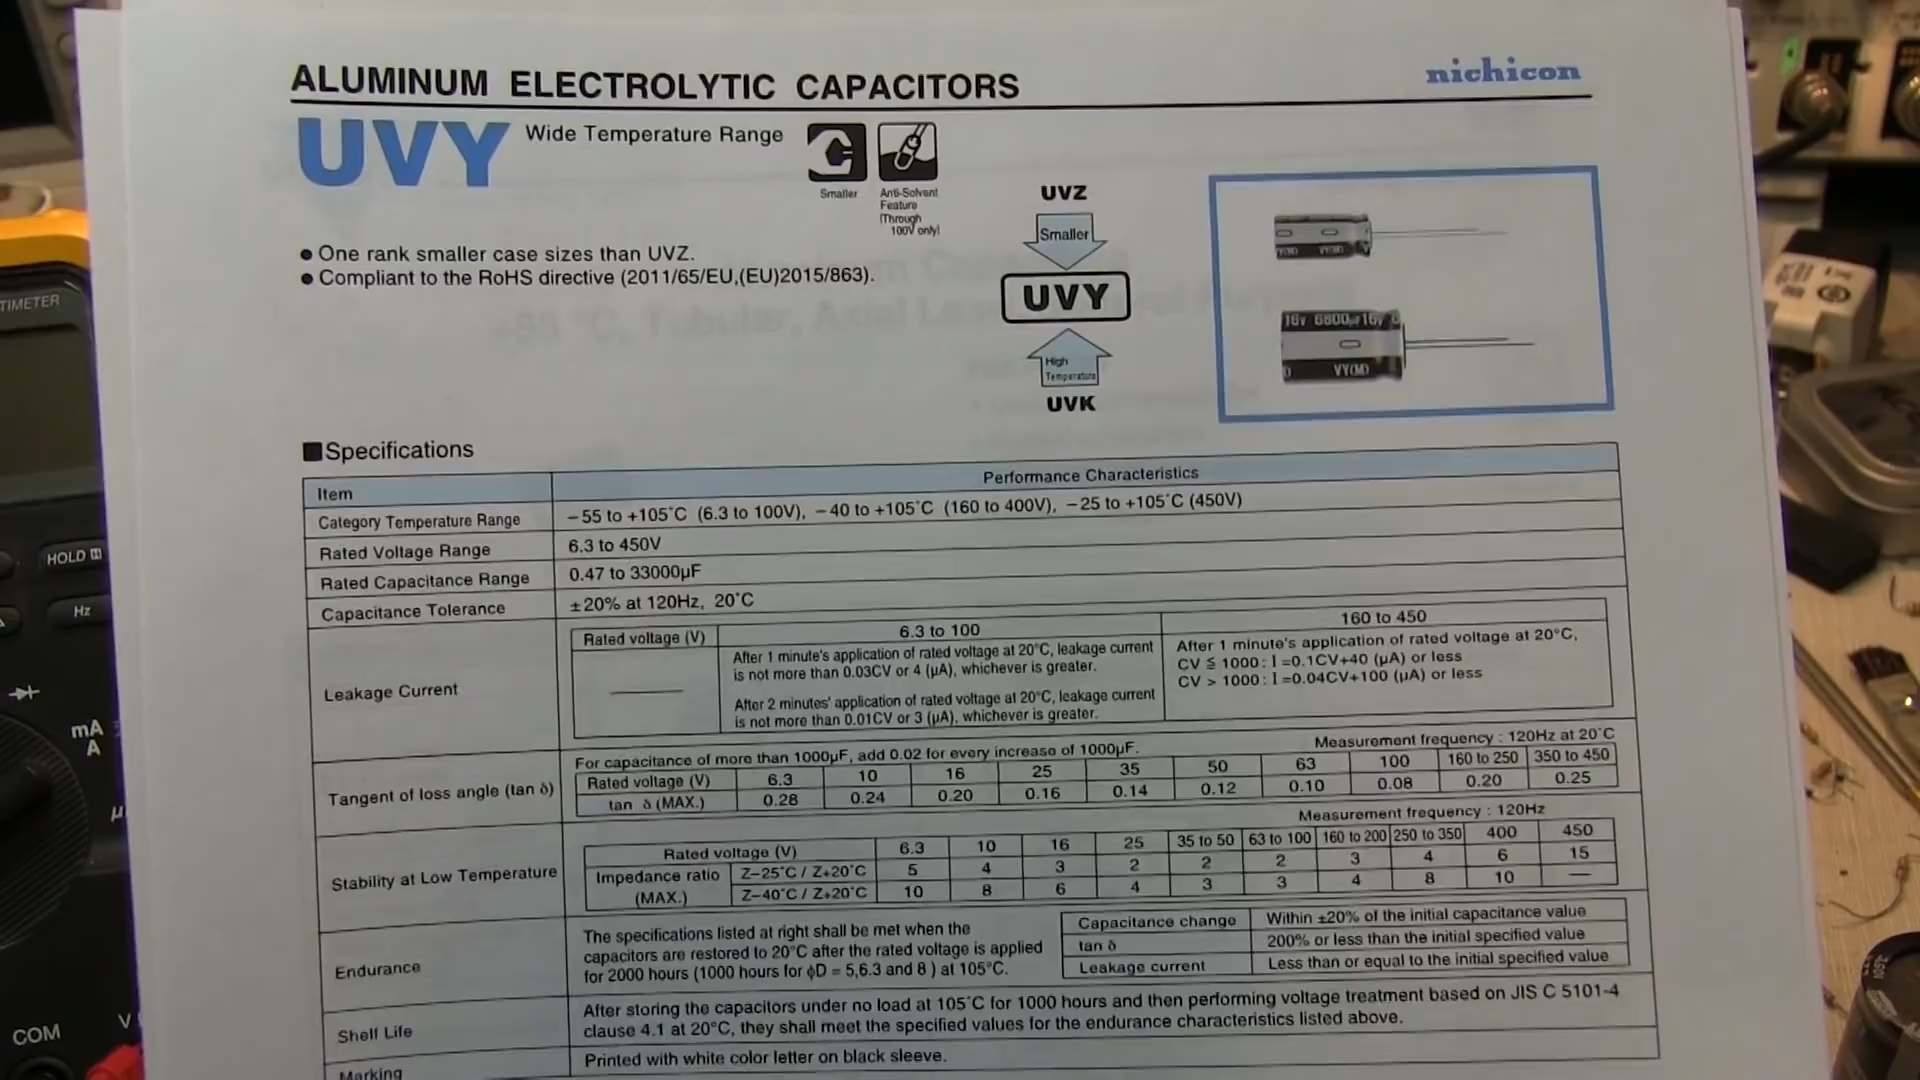 ALUMINUM ELECTROLYTIC CAPACITORS
nichicon
UVY Wide Temperature Range
Smaller
Anti-Solvent
Feature
(Through
100V only)
● One rank smaller case sizes than UVZ.
● Compliant to the RoHS directive (2011/65/EU,(EU)2015/863).
UVZ
Smaller
UVY
High
Temperature
UVK
16V 6800µF 16V
VY(M)
■Specifications
Item
Performance Characteristics
Category Temperature Range
−55 to +105°C (6.3 to 100V), −40 to +105°C (160 to 400V), −25 to +105°C (450V)
Rated Voltage Range
6.3 to 450V
Rated Capacitance Range
0.47 to 33000µF
Capacitance Tolerance
±20% at 120Hz, 20°C
Leakage Current
Rated voltage (V) 6.3 to 100 160 to 450
After 1 minute's application of rated voltage at 20°C, leakage current
is not more than 0.03CV or 4 (µA), whichever is greater.
After 2 minutes' application of rated voltage at 20°C, leakage current
is not more than 0.01CV or 3 (µA), whichever is greater.
After 1 minute's application of rated voltage at 20°C,
CV ≦ 1000 : I =0.1CV+40 (µA) or less
CV > 1000 : I =0.04CV+100 (µA) or less
Tangent of loss angle (tan δ)
For capacitance of more than 1000µF, add 0.02 for every increase of 1000µF.
Measurement frequency : 120Hz at 20°C
Rated voltage (V) 6.3 10 16 25 35 50 63 100 160 to 250 350 to 450
tan δ (MAX.) 0.28 0.24 0.20 0.16 0.14 0.12 0.10 0.08 0.20 0.25
Stability at Low Temperature
Measurement frequency : 120Hz
Rated voltage (V) 6.3 10 16 25 35 to 50 63 to 100 160 to 200 250 to 350 400 450
Impedance ratio
(MAX.)
Z−25°C / Z+20°C 5 4 3 2 2 2 3 4 6 15
Z−40°C / Z+20°C 10 8 6 4 3 3 4 8 10 —
Endurance
The specifications listed at right shall be met when the
capacitors are restored to 20°C after the rated voltage is applied
for 2000 hours (1000 hours for ϕD = 5,6.3 and 8 ) at 105°C.
Capacitance change Within ±20% of the initial capacitance value
tan δ 200% or less than the initial specified value
Leakage current Less than or equal to the initial specified value
Shelf Life
After storing the capacitors under no load at 105°C for 1000 hours and then performing voltage treatment based on JIS C 5101-4
clause 4.1 at 20°C, they shall meet the specified values for the endurance characteristics listed above.
Marking
Printed with white color letter on black sleeve.
TIMETER
HOLD
Hz
mA
A
COM
V